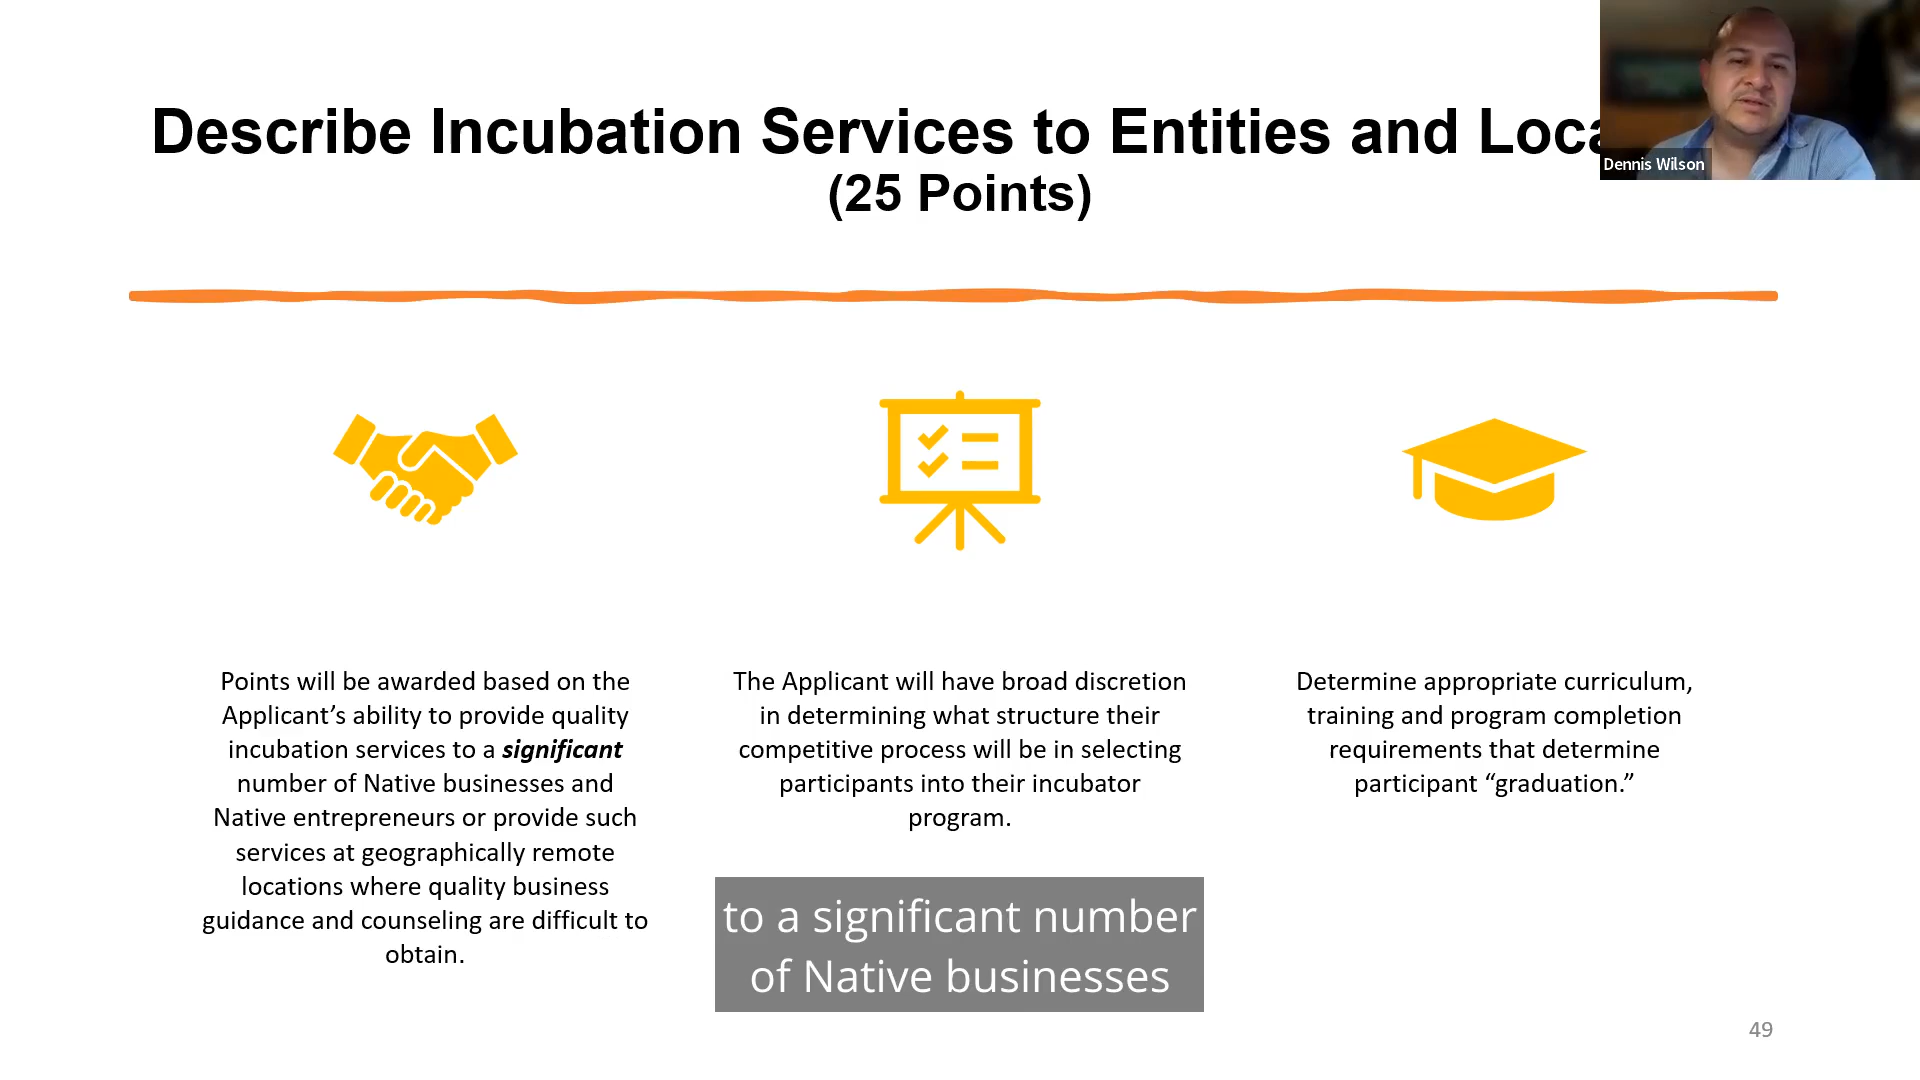 Describe Incubation Services to Entities and
(25 Points)
Dennis Wilson
Points will be awarded based on the
Applicant’s ability to provide quality
incubation services to a significant
number of Native businesses and
Native entrepreneurs or provide such
services at geographically remote
locations where quality business
guidance and counseling are difficult to
obtain.
The Applicant will have broad discretion
in determining what structure their
competitive process will be in selecting
participants into their incubator
program.
Determine appropriate curriculum,
training and program completion
requirements that determine
participant “graduation.”
to a significant number
of Native businesses
49